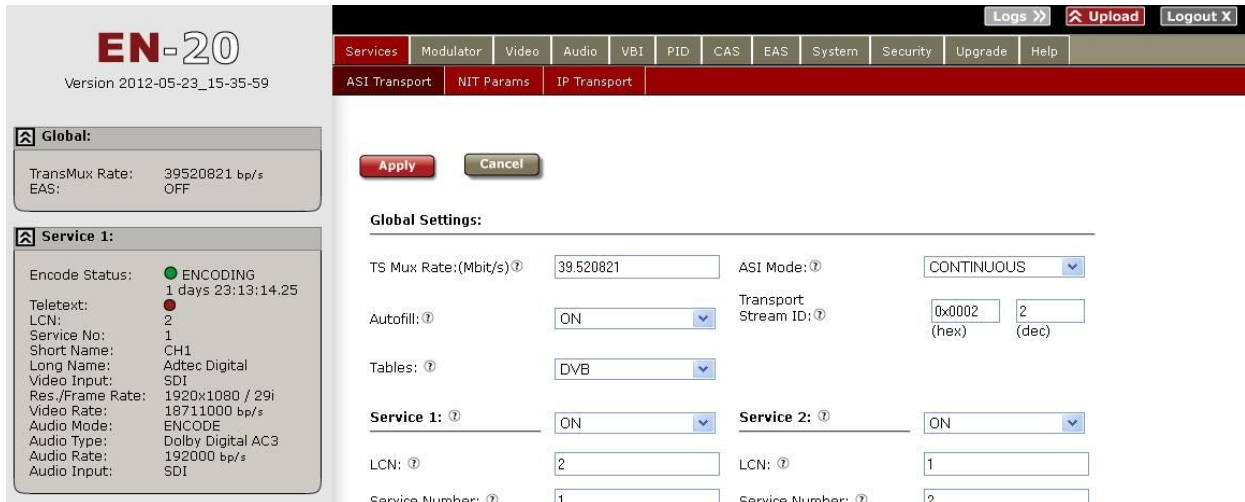 Logs >>
Upload
Logout X
EN-20
Version 2012-05-23_15-35-59
Services Modulator Video Audio VBI PID CAS EAS System Security Upgrade Help
ASI Transport NIT Params IP Transport
Global:
TransMux Rate: 39520821 bp/s
EAS: OFF
Service 1:
Encode Status: ENCODING
1 days 23:13:14.25
Teletext:
LCN: 2
Service No: 1
Short Name: CH1
Long Name: Adtec Digital
Video Input: SDI
Res./Frame Rate: 1920x1080 / 29i
Video Rate: 18711000 bp/s
Audio Mode: ENCODE
Audio Type: Dolby Digital AC3
Audio Rate: 192000 bp/s
Audio Input: SDI
Apply Cancel
Global Settings:
TS Mux Rate:(Mbit/s) ? 39.520821 ASI Mode: ? CONTINUOUS
Autofill: ? ON Transport
Stream ID: ? 0x0002 2
(hex) (dec)
Tables: ? DVB
Service 1: ? ON Service 2: ? ON
LCN: ? 2 LCN: ? 1
Service Number: ? 1 Service Number: ? 2